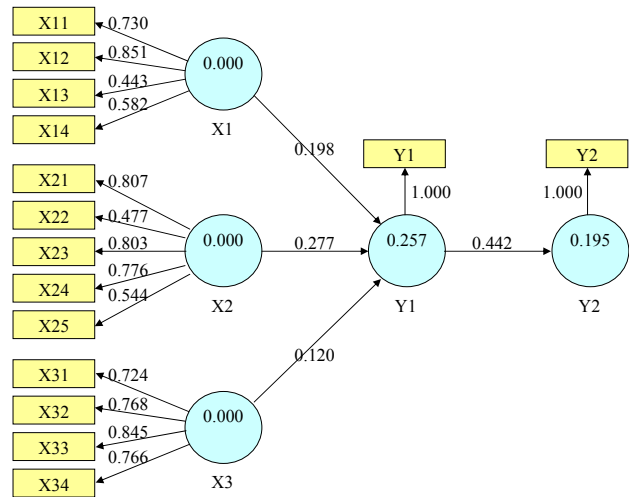 X11
0.730
X12
0.851
X13
0.443
X14
0.582
0.000
X1
0.198
X21
0.807
X22
0.477
X23
0.803
X24
0.776
X25
0.544
0.000
X2
0.277
X31
0.724
X32
0.768
X33
0.845
X34
0.766
0.000
X3
0.120
Y1
1.000
0.257
Y1
0.442
Y2
1.000
0.195
Y2